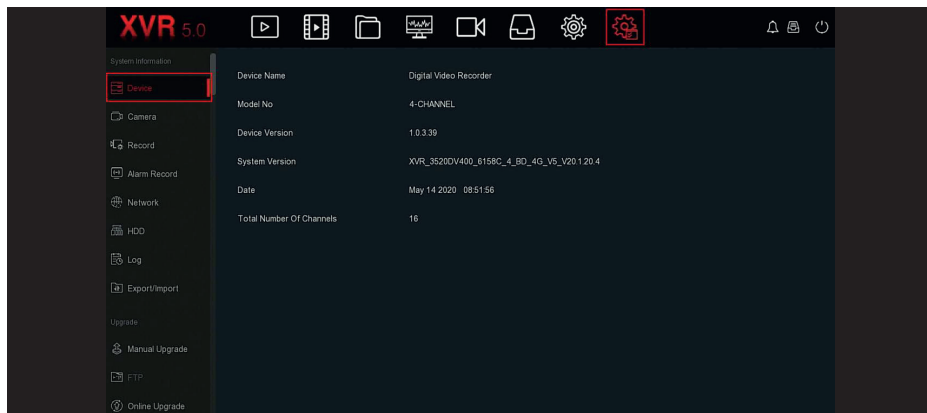 XVR 5.0
System Information
Device
Camera
Record
Alarm Record
Network
HDD
Log
Export/Import
Upgrade
Manual Upgrade
FTP
Online Upgrade
Device Name Digital Video Recorder
Model No 4-CHANNEL
Device Version 1.0.3.39
System Version XVR_3520DV400_6158C_4_BD_4G_V5_V20.1.20.4
Date May 14 2020 08:51:56
Total Number Of Channels 16